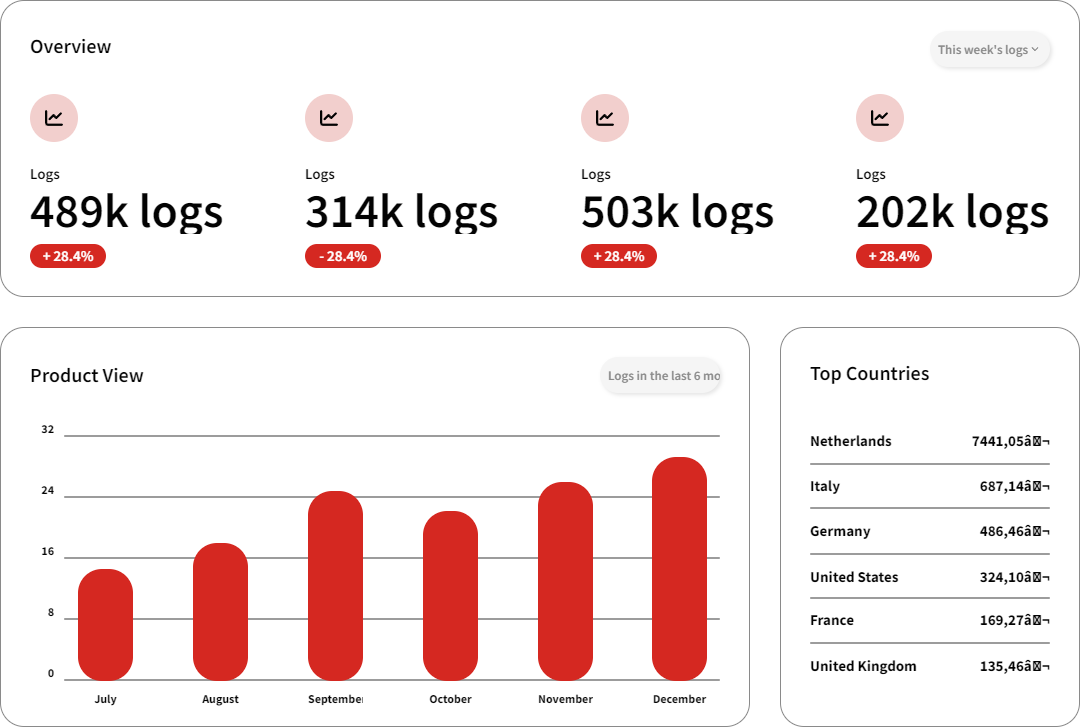 Overview
This week's logs
Logs
489k logs
+ 28.4%
Logs
314k logs
- 28.4%
Logs
503k logs
+ 28.4%
Logs
202k logs
+ 28.4%
Product View
Logs in the last 6 mo
32
24
16
8
0
July
August
September
October
November
December
Top Countries
Netherlands 7441,05â¬
Italy 687,14â¬
Germany 486,46â¬
United States 324,10â¬
France 169,27â¬
United Kingdom 135,46â¬